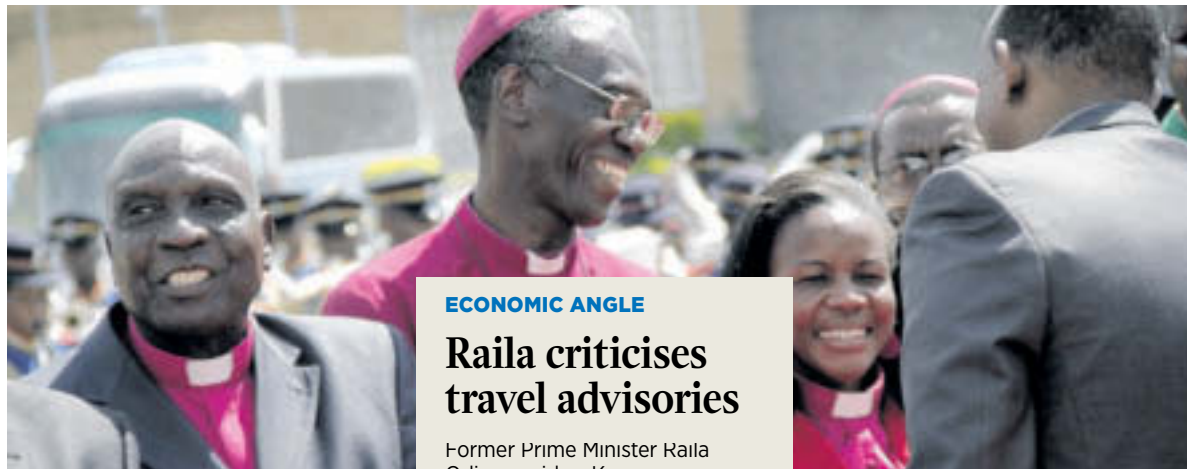 ECONOMIC ANGLE
Raila criticises
travel advisories
Former Prime Minister Raila